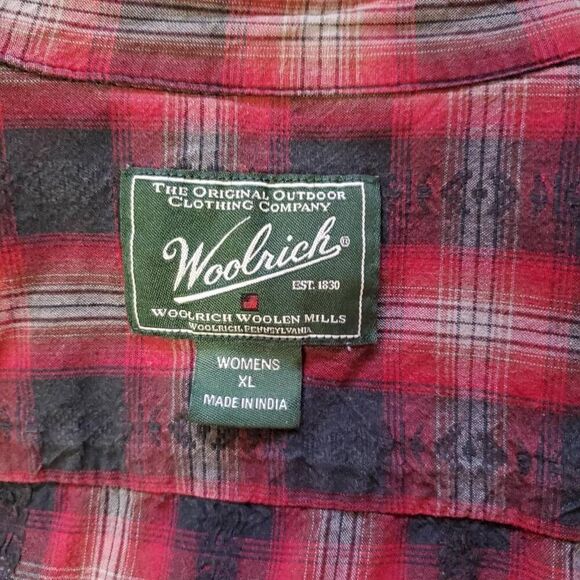 THE ORIGINAL OUTDOOR
CLOTHING COMPANY
Woolrich®
EST. 1830
WOOLRICH WOOLEN MILLS
WOOLRICH, PENNSYLVANIA
WOMENS
XL
MADE IN INDIA